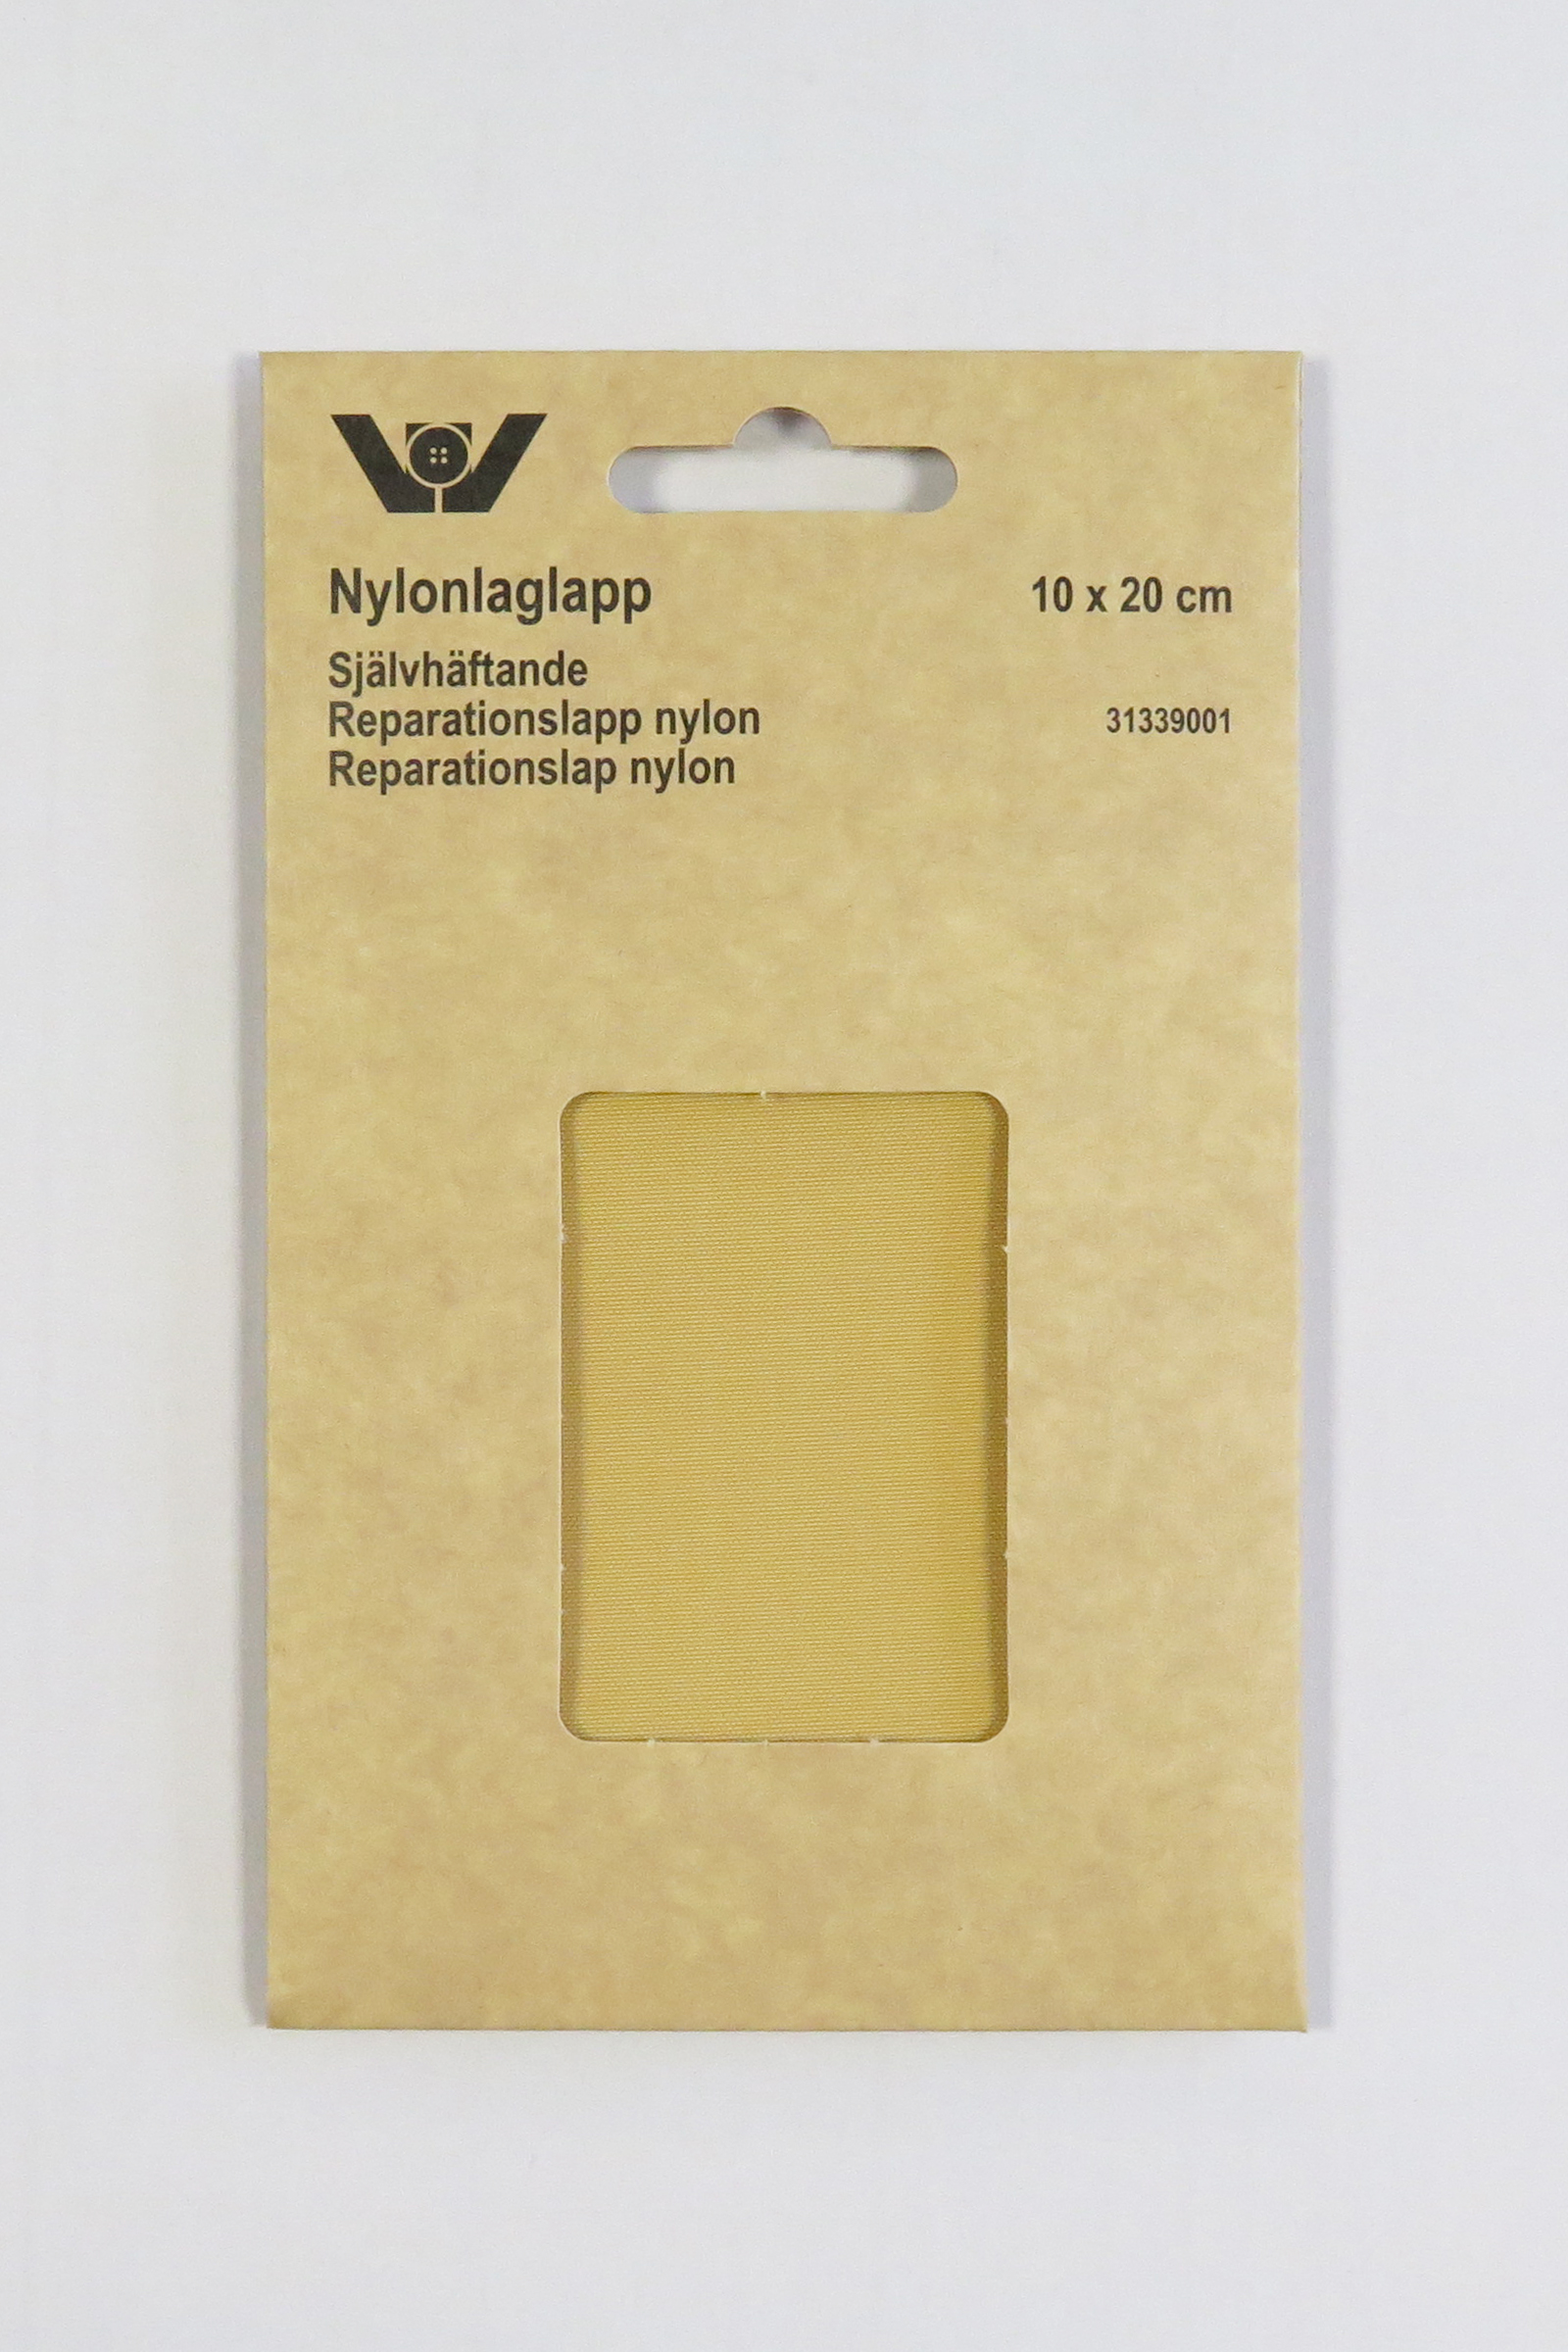 Nylonlaglapp
10 x 20 cm
Självhäftande
Reparationslapp nylon
31339001
Reparationslap nylon